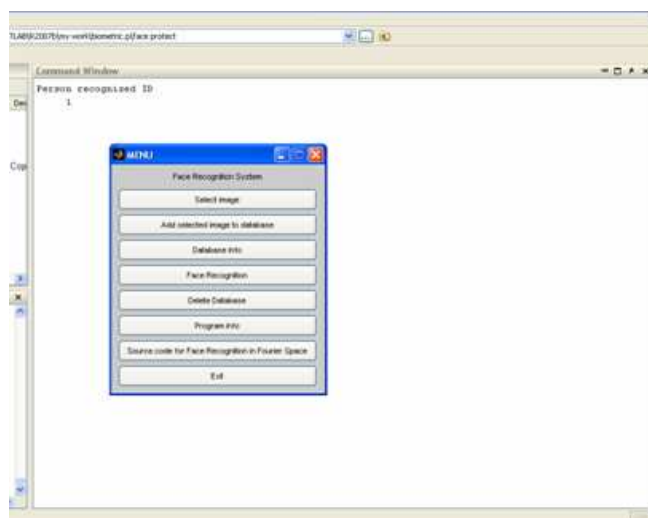 Command Window
Person recognized ID
1
MENU
Face Recognition System
Select image
Add selected image to database
Database Info
Face Recognition
Delete Database
Program info
Source code for Face Recognition in Fourier Space
Exit